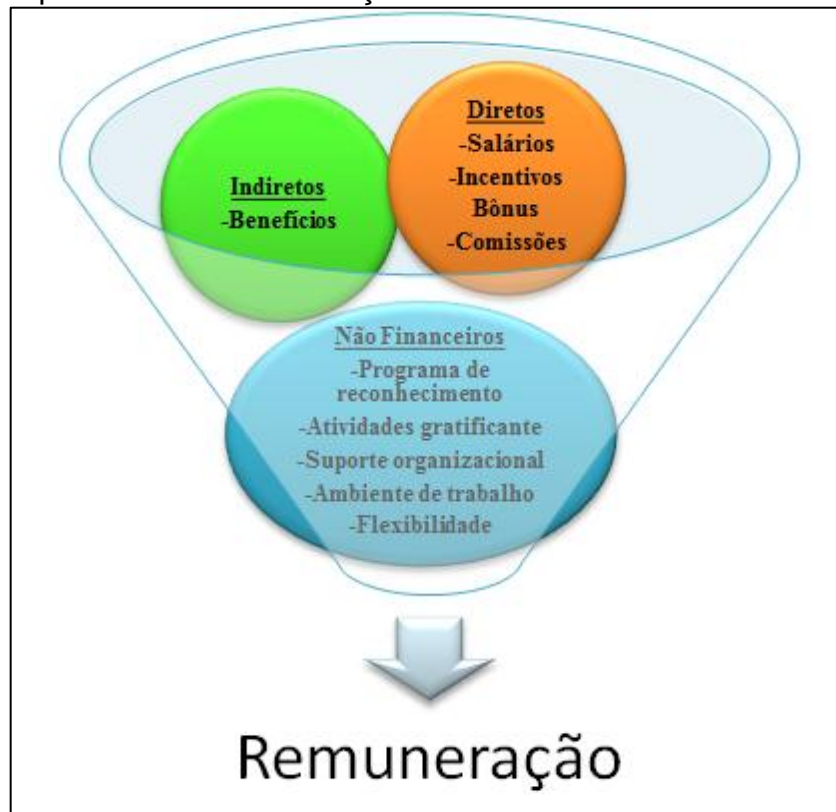 Indiretos
-Benefícios
Diretos
-Salários
-Incentivos
Bônus
-Comissões
Não Financeiros
-Programa de
reconhecimento
-Atividades gratificante
-Suporte organizacional
-Ambiente de trabalho
-Flexibilidade
Remuneração